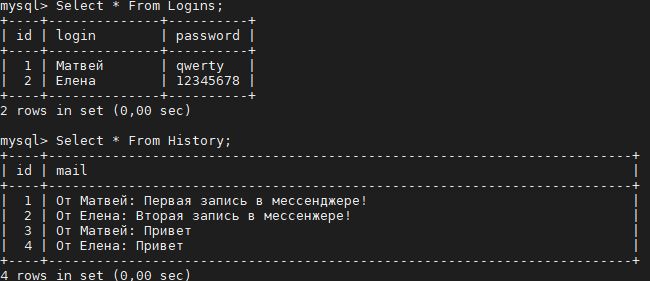 mysql> Select * From Logins;
+----+--------------+----------+
| id | login        | password |
+----+--------------+----------+
|  1 | Матвей       | qwerty   |
|  2 | Елена        | 12345678 |
+----+--------------+----------+
2 rows in set (0,00 sec)
mysql> Select * From History;
+----+-------------------------------------------------------------------------+
| id | mail                                                                    |
+----+-------------------------------------------------------------------------+
|  1 | От Матвей: Первая запись в мессенджере!                                 |
|  2 | От Елена: Вторая запись в мессенжере!                                   |
|  3 | От Матвей: Привет                                                       |
|  4 | От Елена: Привет                                                        |
+----+-------------------------------------------------------------------------+
4 rows in set (0,00 sec)